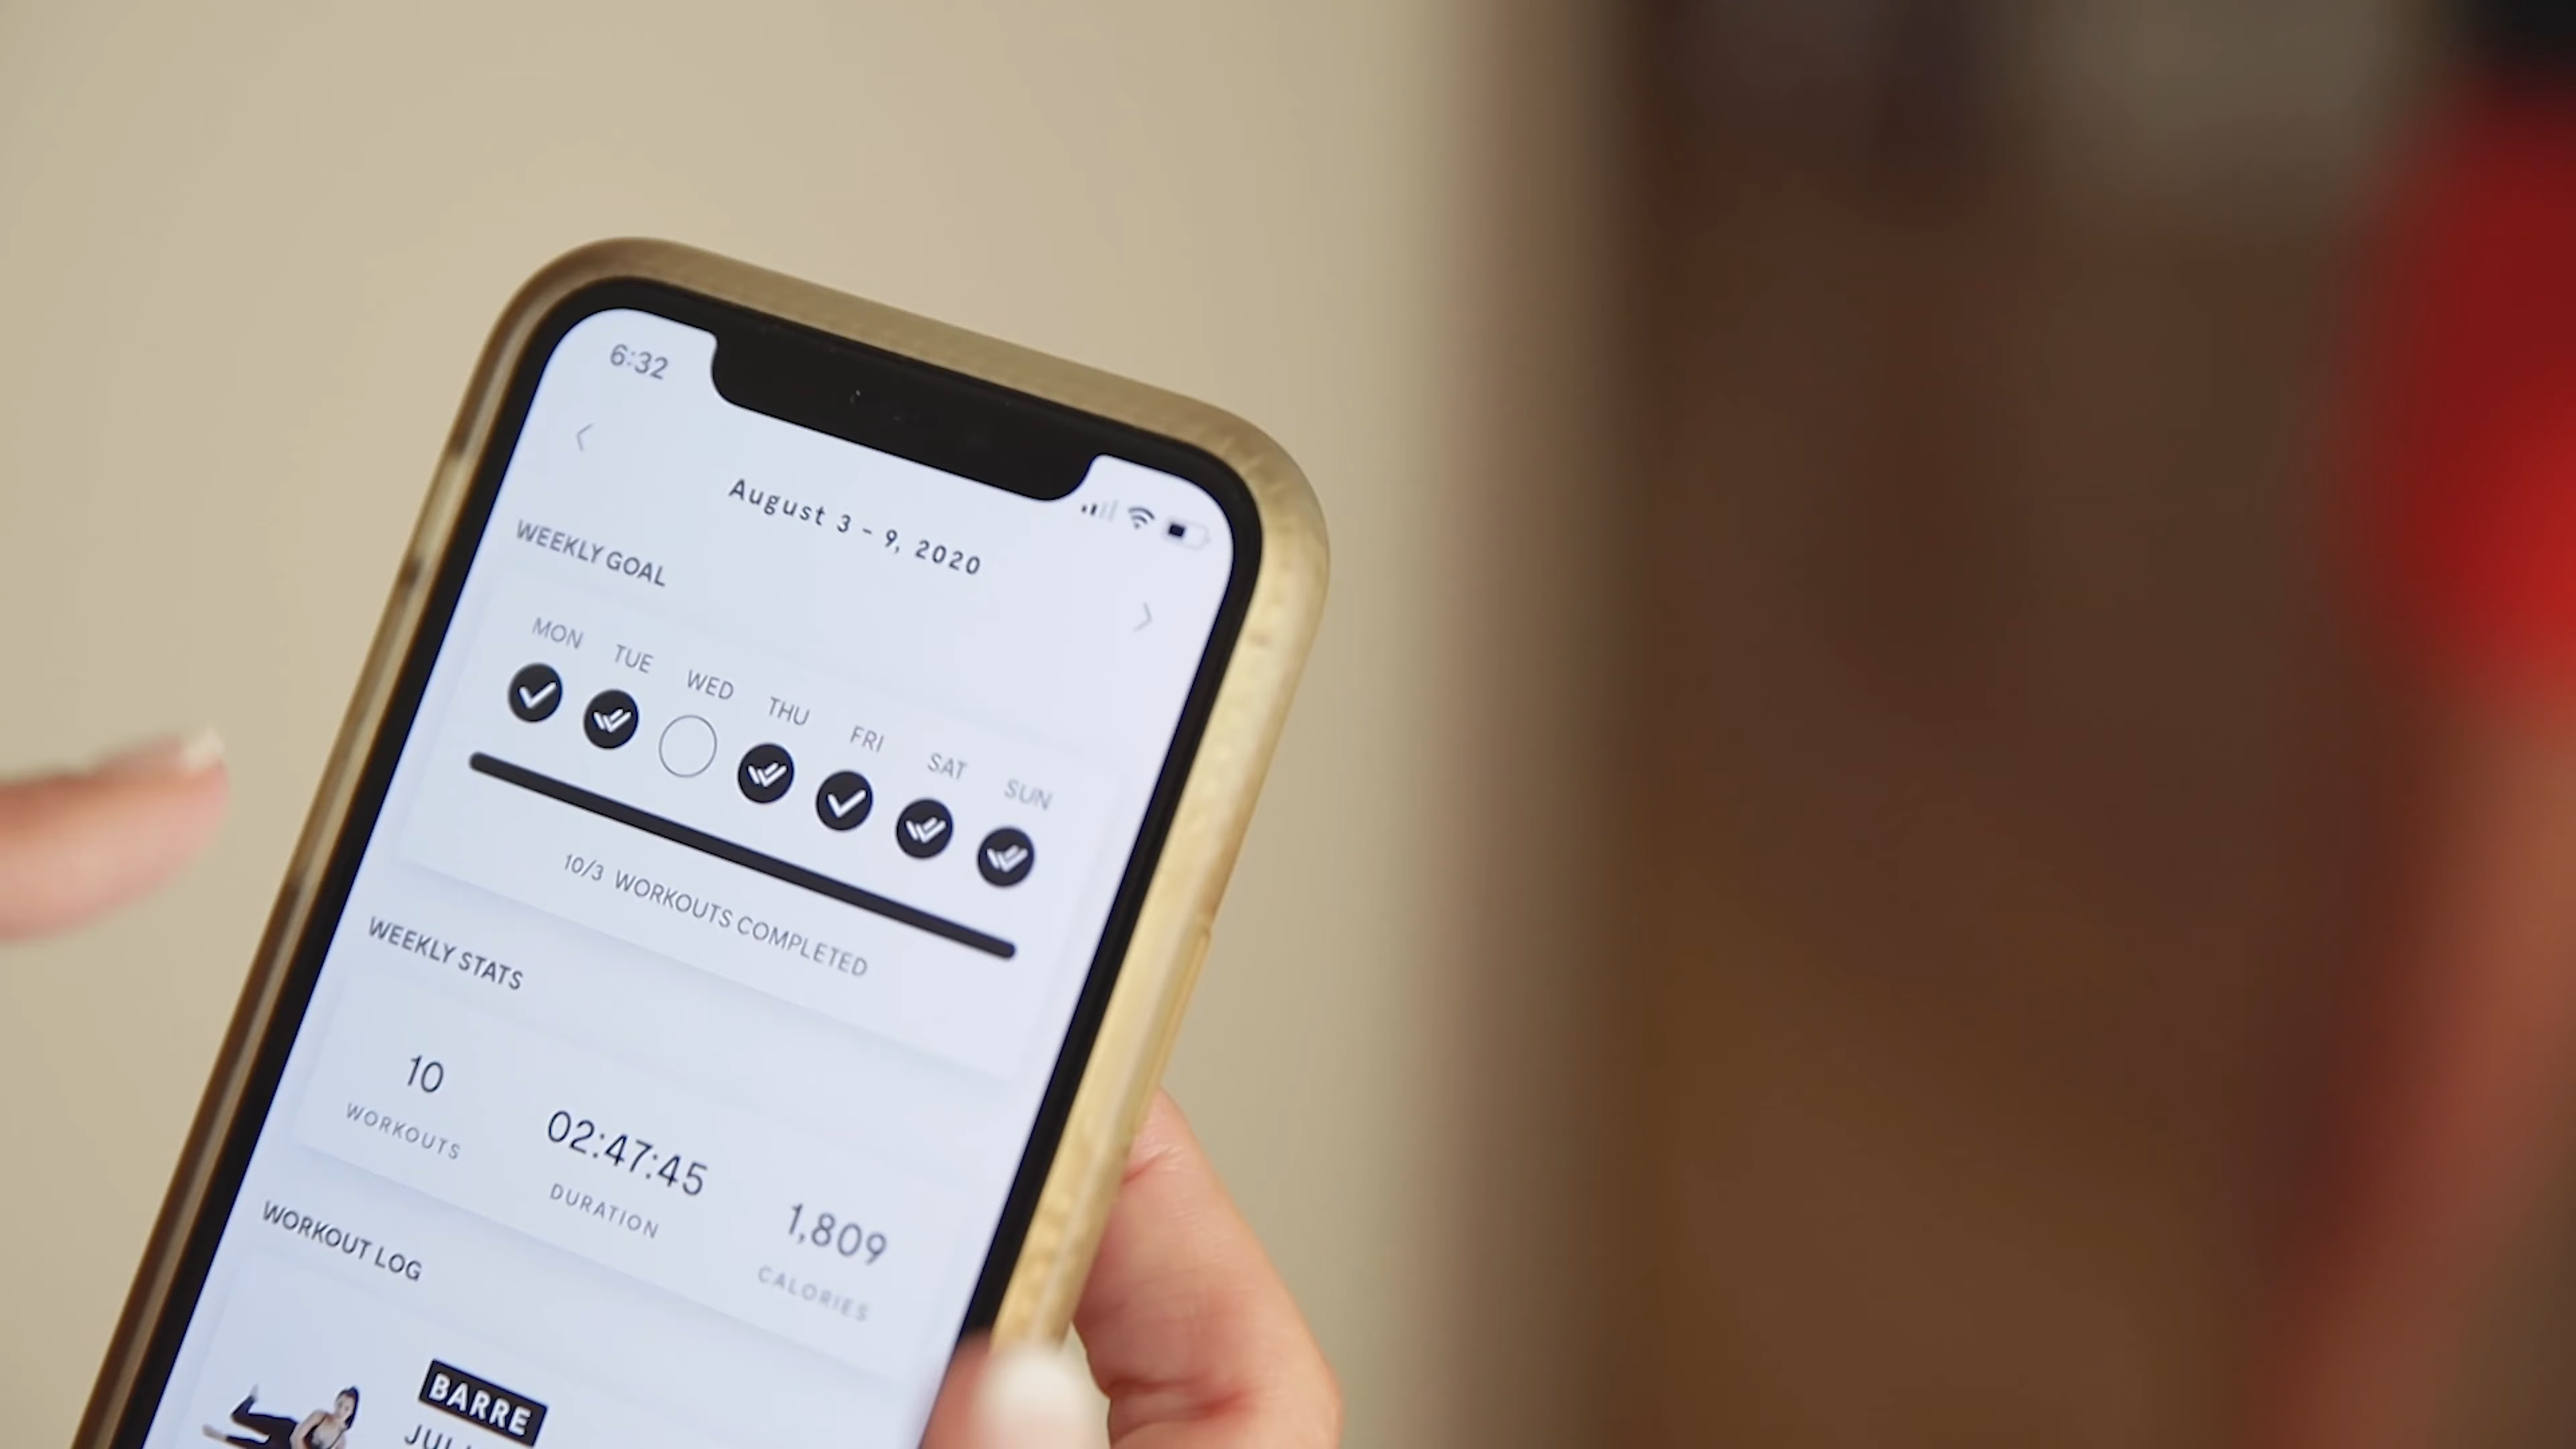 6:32
August 3 - 9, 2020
WEEKLY GOAL
MON TUE WED THU FRI SAT SUN
10/3 WORKOUTS COMPLETED
WEEKLY STATS
10 02:47:45 1,809
WORKOUTS DURATION CALORIES
WORKOUT LOG
BARRE